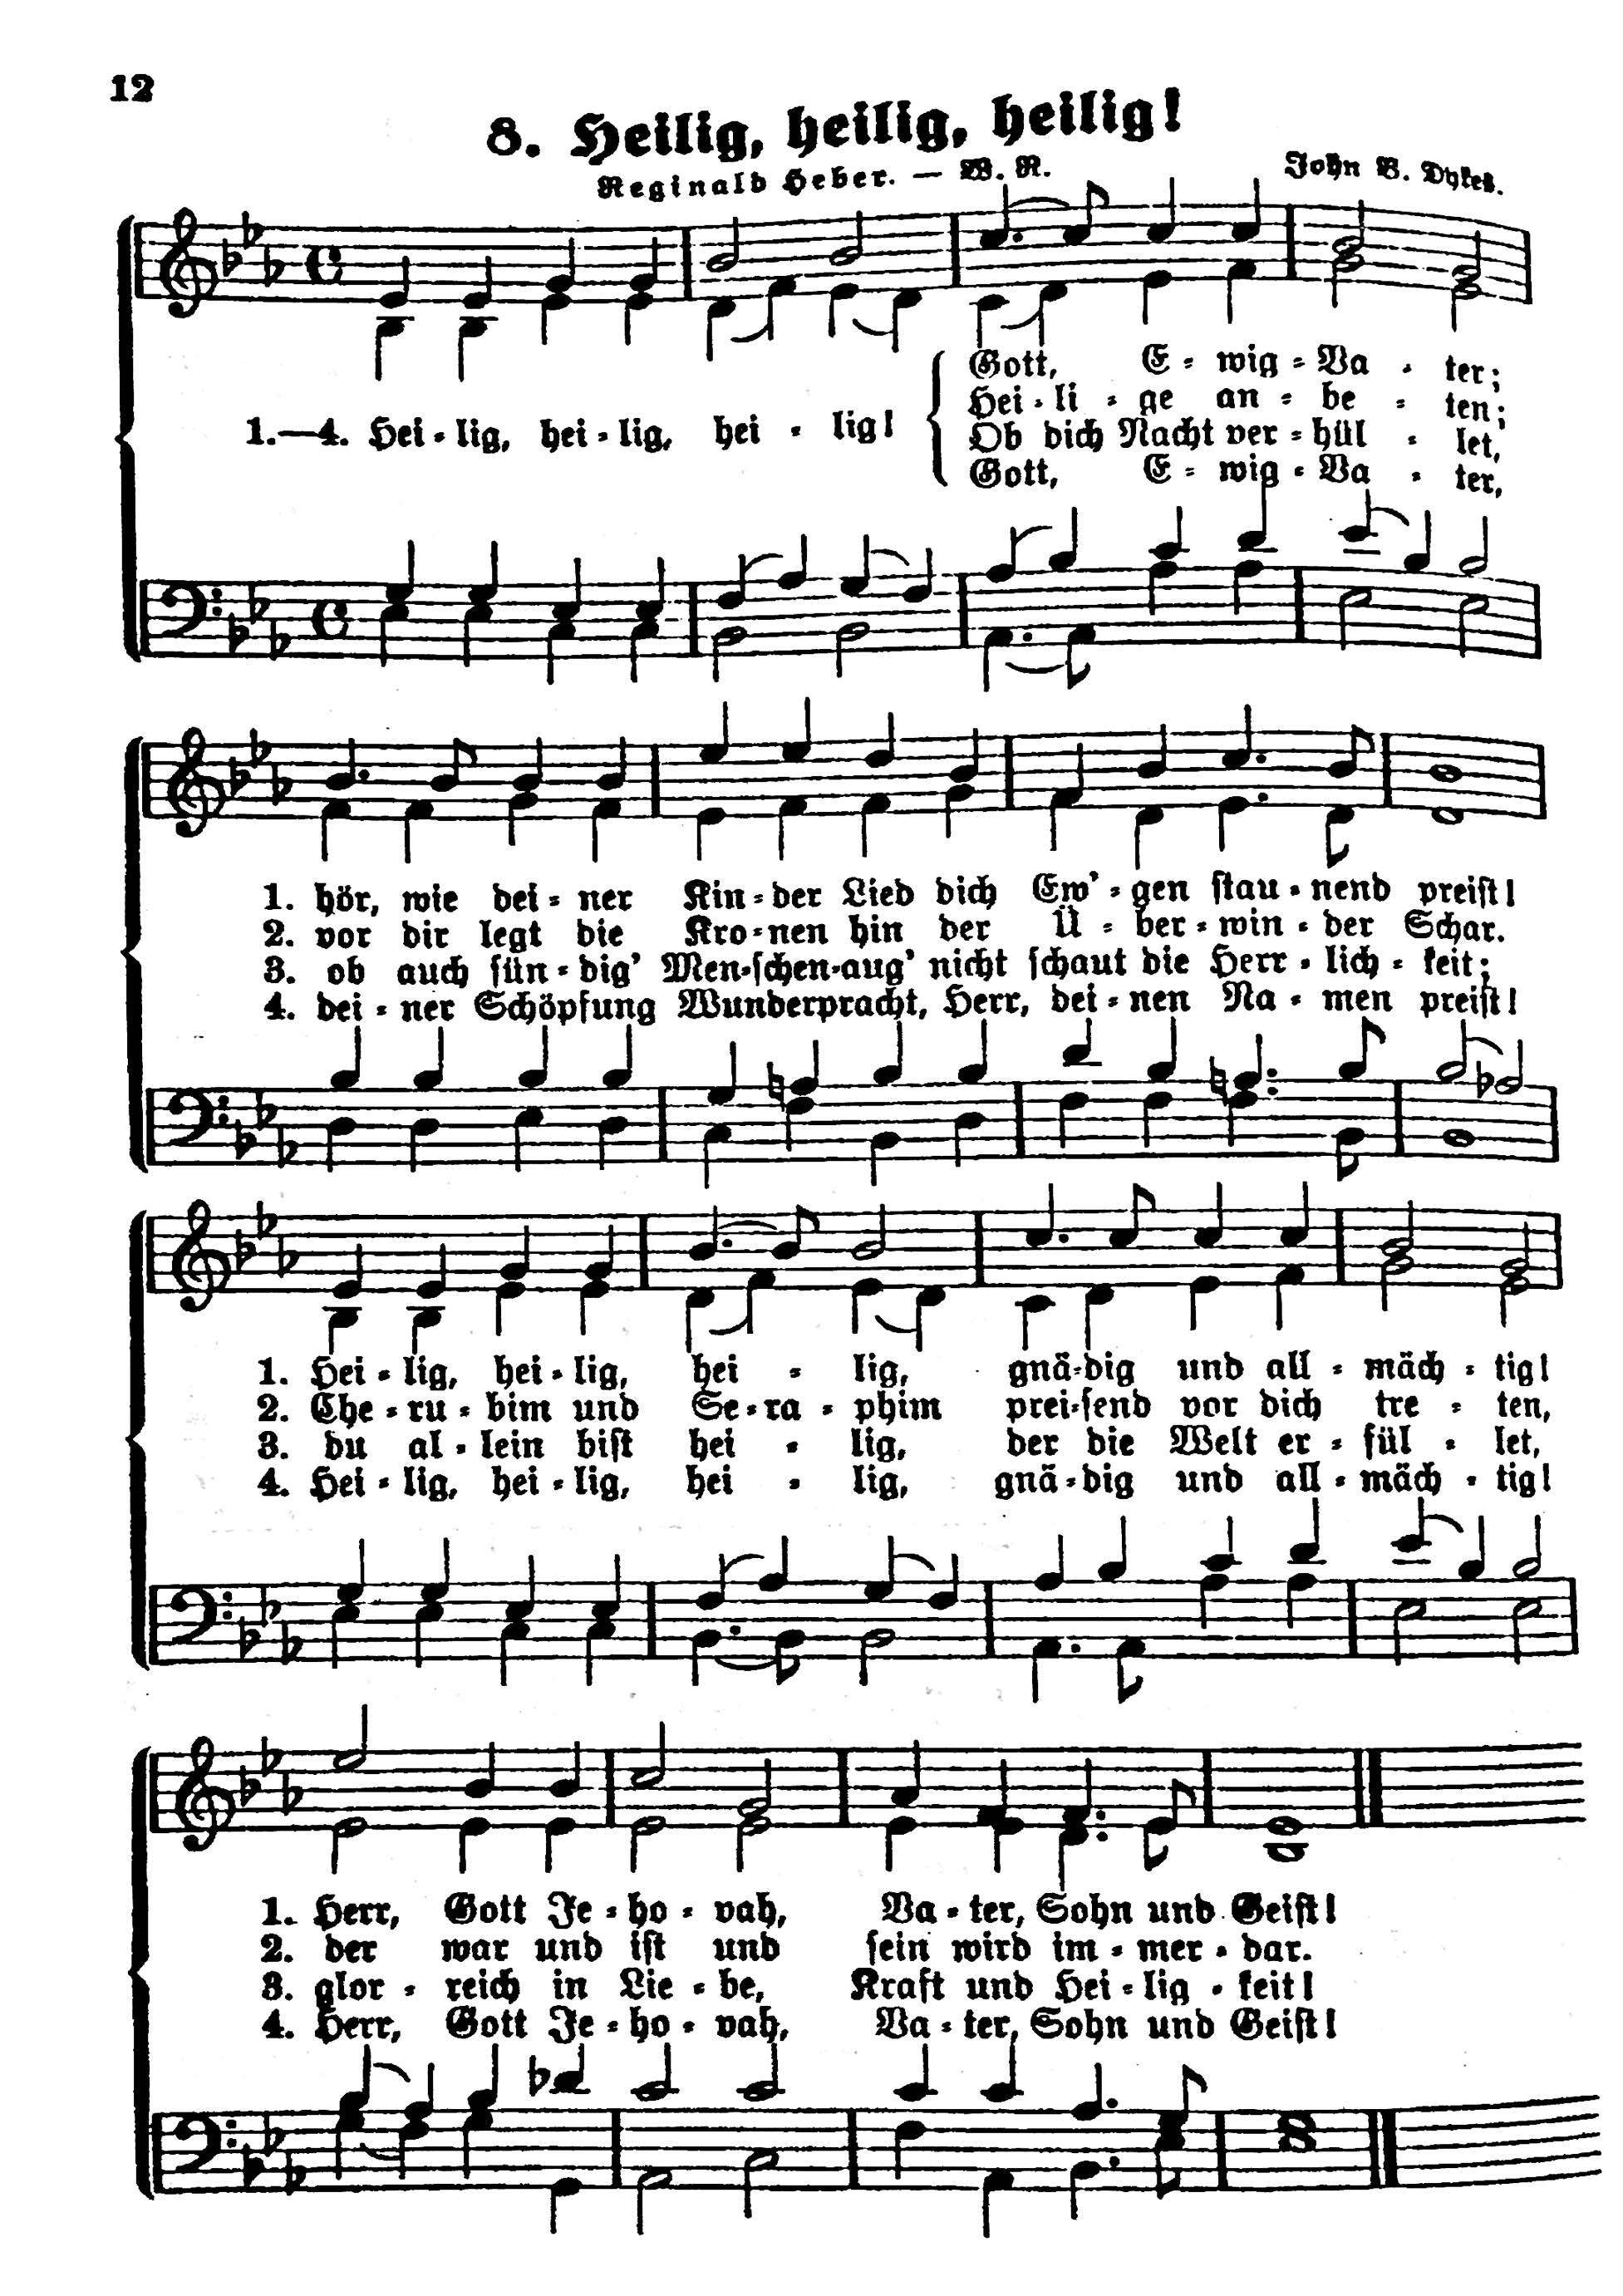 12
8. Heilig, heilig, heilig!
Reginald Heber. — W. R.
John B. Dykes.
1.—4. Hei-lig, hei-lig, hei - lig!
Gott, E - wig - Va - ter;
Hei - li - ge an - be - ten;
Ob dich Nacht ver - hül - let,
Gott, E - wig - Va - ter,
1. hör, wie dei - ner Kin-der Lied dich Ew' - gen stau - nend preist!
2. vor dir legt die Kro-nen hin der Ü - ber - win - der Schar.
3. ob auch sün-dig' Men-schen-aug' nicht schaut die Herr - lich - keit;
4. dei - ner Schöpfung Wunderpracht, Herr, dei - nen Na - men preist!
1. Hei - lig, hei - lig, hei - lig, gnä-dig und all - mäch - tig!
2. Che - ru - bim und Se - ra - phim prei-send vor dich tre - ten,
3. du al - lein bist hei - lig, der die Welt er - fül - let,
4. Hei - lig, hei - lig, hei - lig, gnä-dig und all - mäch - tig!
1. Herr, Gott Je - ho - vah, Va - ter, Sohn und Geist!
2. der war und ist und sein wird im - mer - dar.
3. glor - reich in Lie - be, Kraft und Hei - lig - keit!
4. Herr, Gott Je - ho - vah, Va - ter, Sohn und Geist!